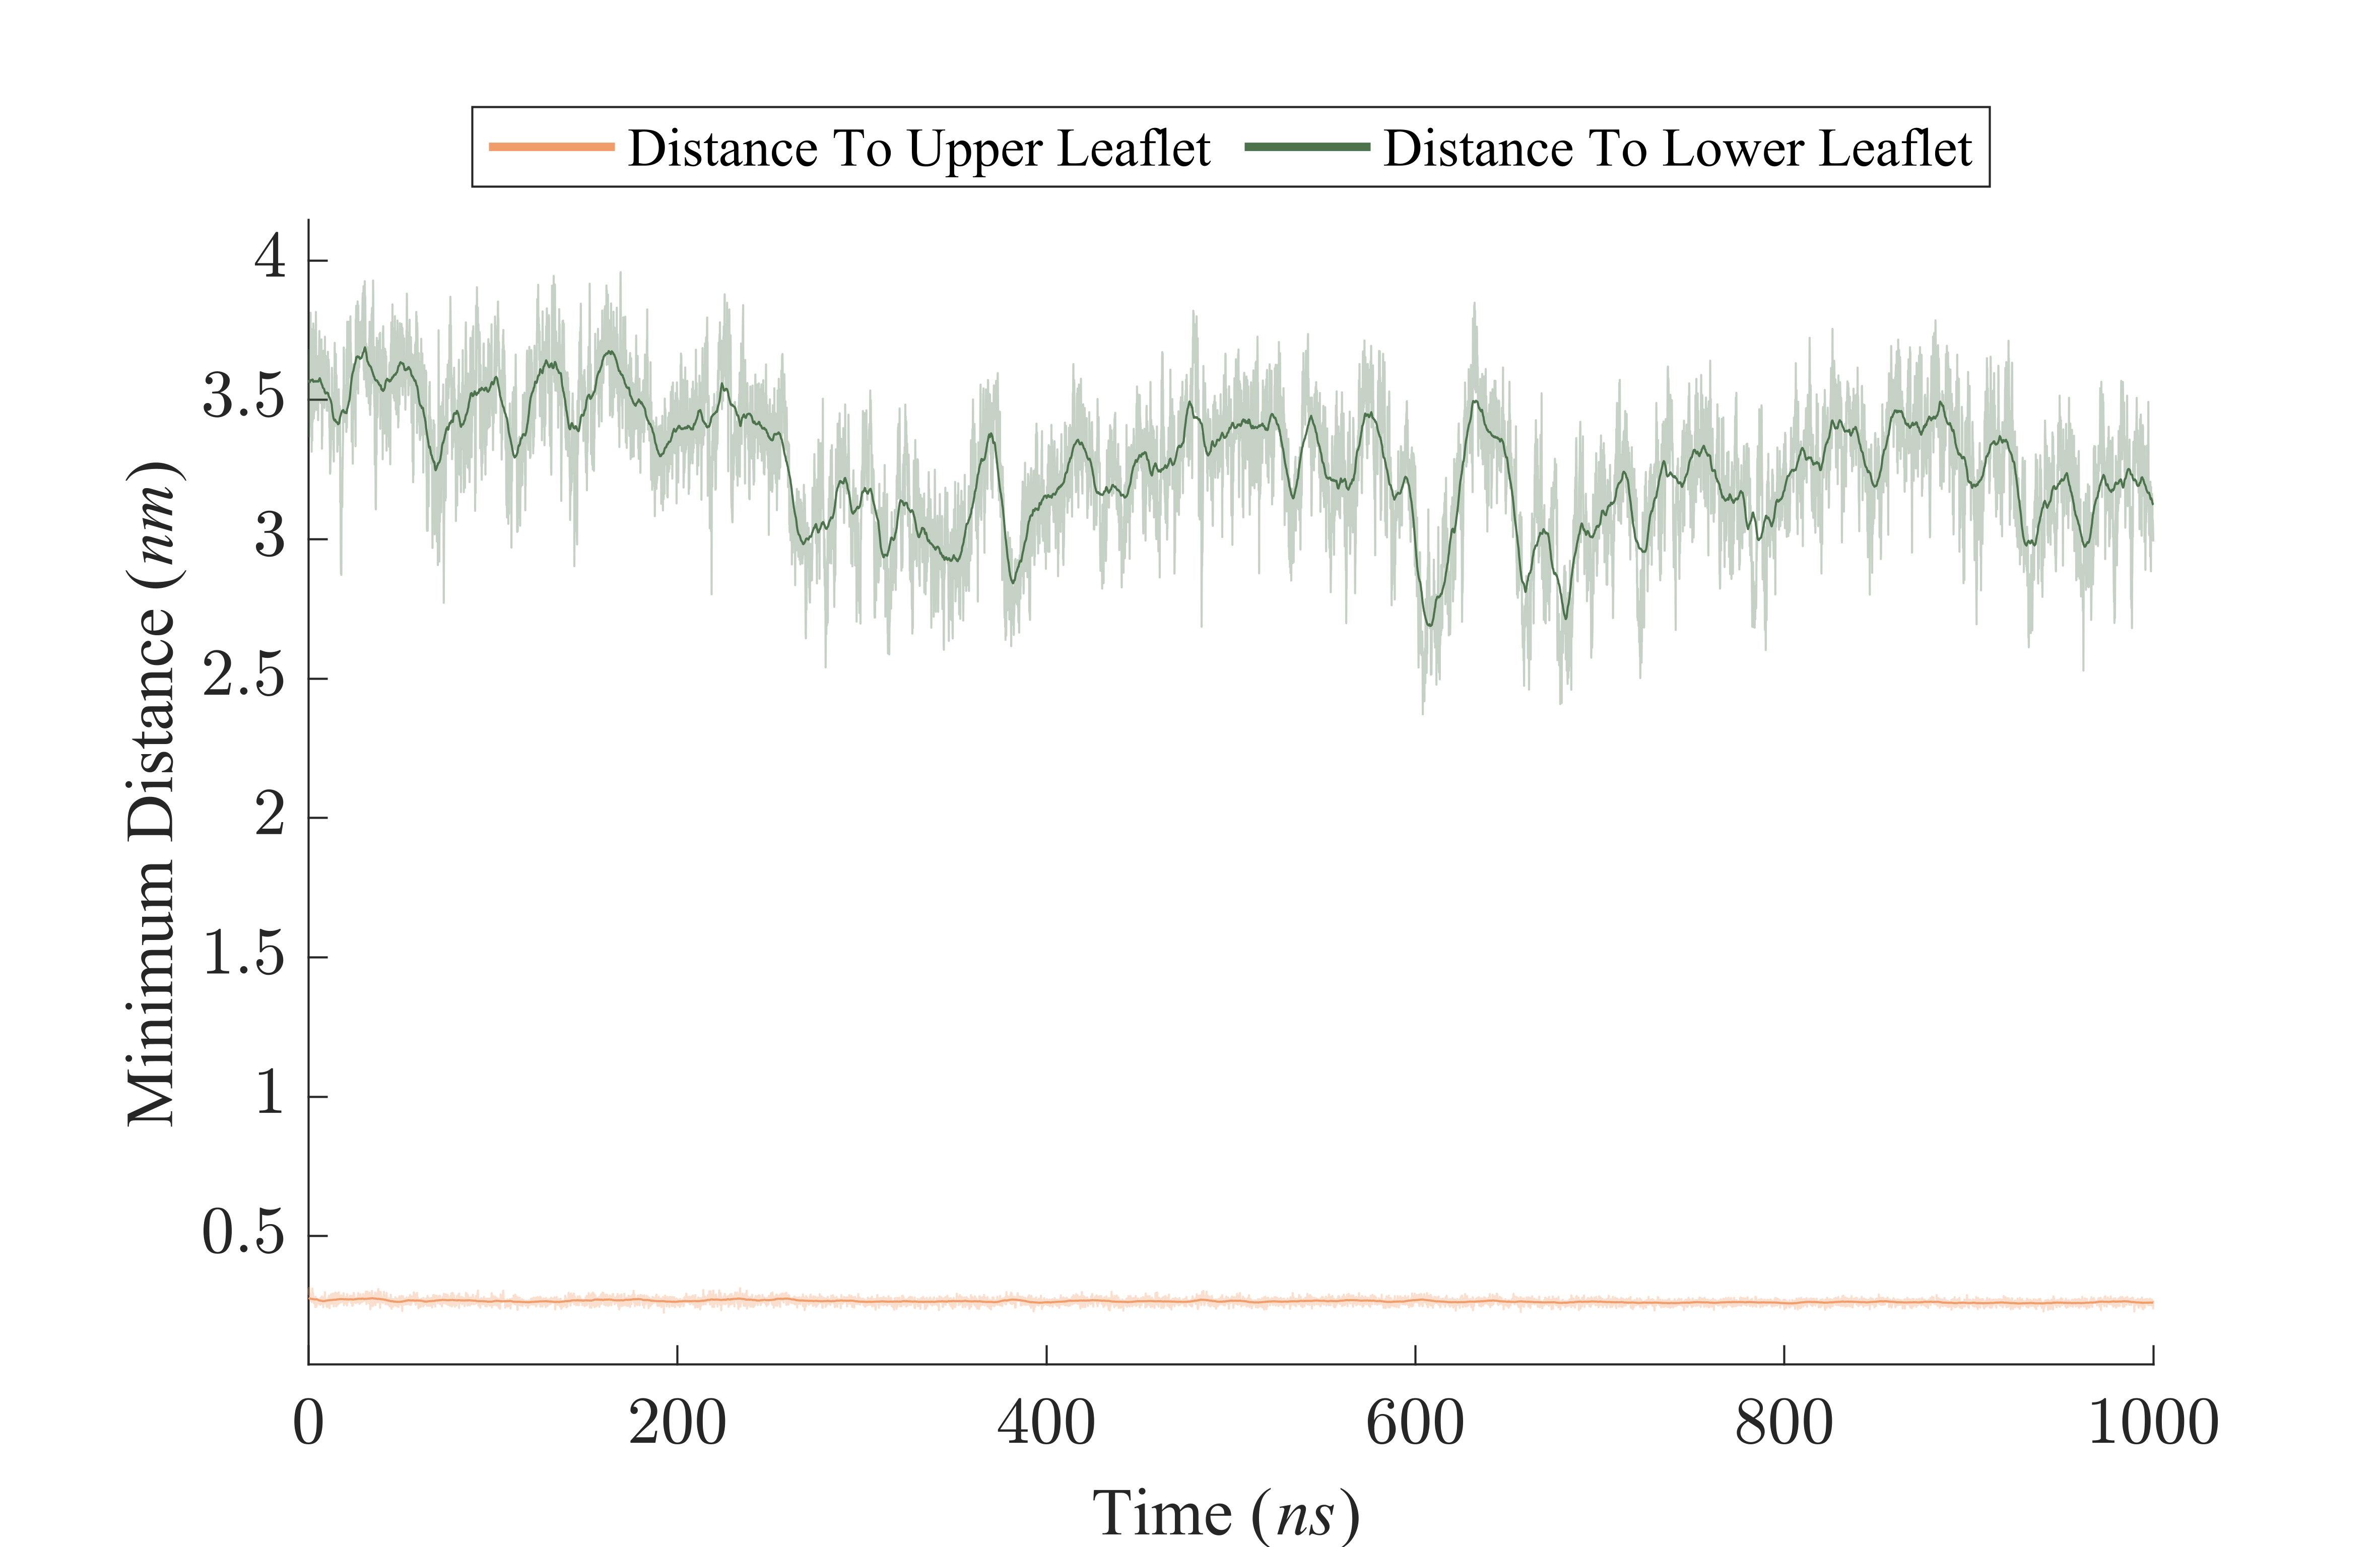 Distance To Upper Leaflet Distance To Lower Leaflet
Minimum Distance (nm)
4
3.5
3
2.5
2
1.5
1
0.5
0 200 400 600 800 1000
Time (ns)